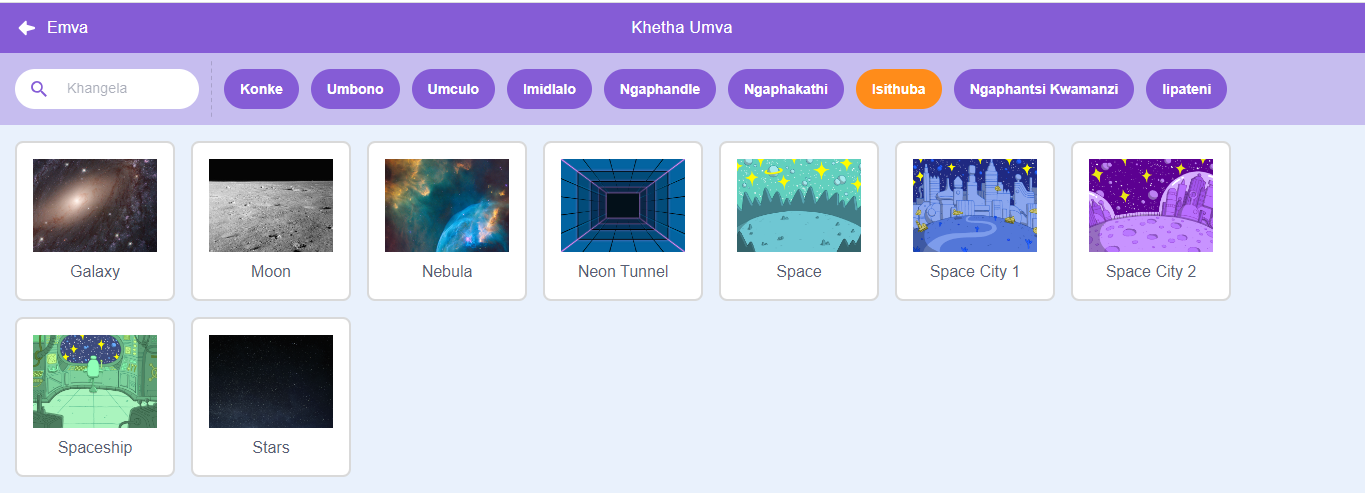 Emva
Khetha Umva
Khangela
Konke
Umbono
Umculo
Imidlalo
Ngaphandle
Ngaphakathi
Isithuba
Ngaphantsi Kwamanzi
Iipateni
Galaxy
Moon
Nebula
Neon Tunnel
Space
Space City 1
Space City 2
Spaceship
Stars